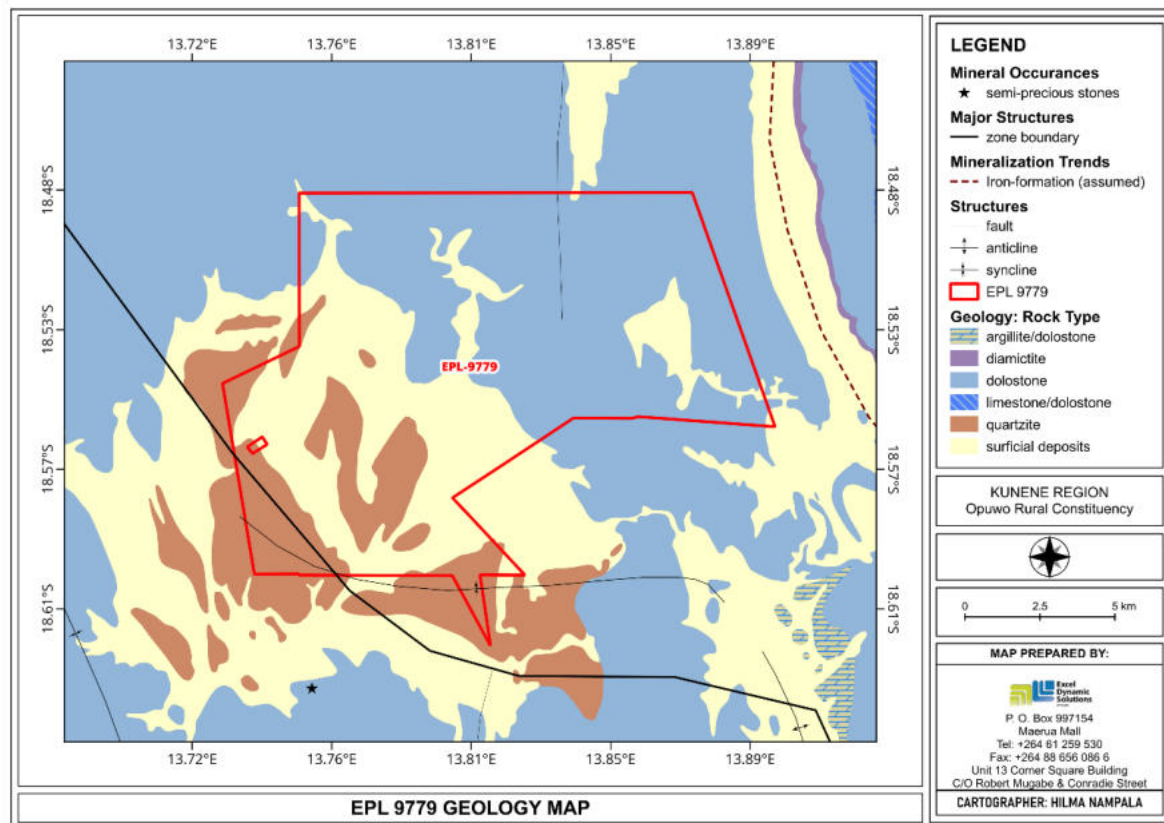 13.72°E 13.76°E 13.81°E 13.85°E 13.89°E
18.48°S
18.53°S
18.57°S
18.61°S
EPL-9779
18.48°S
18.53°S
18.57°S
18.61°S
13.72°E 13.76°E 13.81°E 13.85°E 13.89°E
EPL 9779 GEOLOGY MAP
LEGEND
Mineral Occurances
semi-precious stones
Major Structures
zone boundary
Mineralization Trends
Iron-formation (assumed)
Structures
fault
anticline
syncline
EPL 9779
Geology: Rock Type
argillite/dolostone
diamictite
dolostone
limestone/dolostone
quartzite
surficial deposits
KUNENE REGION
Opuwo Rural Constituency
0 2.5 5 km
MAP PREPARED BY:
Excel
Dynamic
Solutions
P. O. Box 997154
Maerua Mall
Tel: +264 61 259 530
Fax: +264 88 656 086 6
Unit 13 Corner Square Building
C/O Robert Mugabe & Conradie Street
CARTOGRAPHER: HILMA NAMPALA